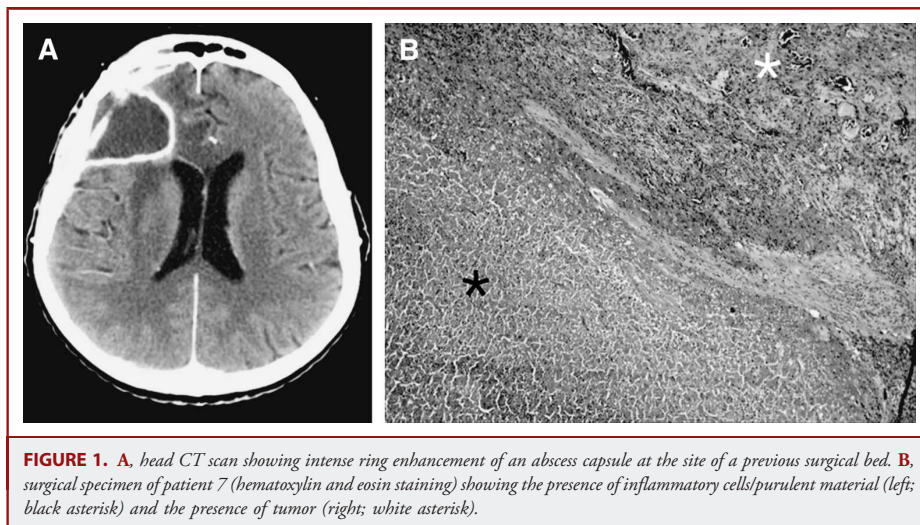 A
B
FIGURE 1. A, head CT scan showing intense ring enhancement of an abscess capsule at the site of a previous surgical bed. B,
surgical specimen of patient 7 (hematoxylin and eosin staining) showing the presence of inflammatory cells/purulent material (left;
black asterisk) and the presence of tumor (right; white asterisk).